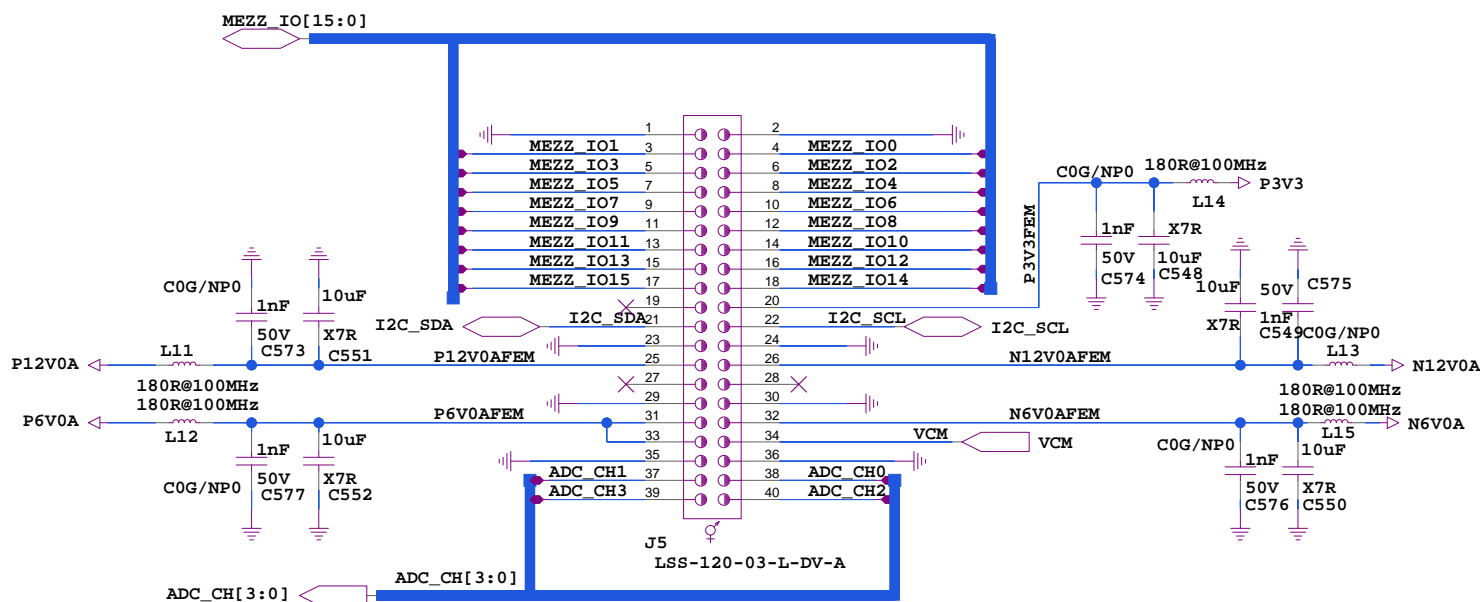 MEZZ_IO[15:0]
1 2
MEZZ_IO1 3 4 MEZZ_IO0
MEZZ_IO3 5 6 MEZZ_IO2
MEZZ_IO5 7 8 MEZZ_IO4
MEZZ_IO7 9 10 MEZZ_IO6
MEZZ_IO9 11 12 MEZZ_IO8
MEZZ_IO11 13 14 MEZZ_IO10
MEZZ_IO13 15 16 MEZZ_IO12
MEZZ_IO15 17 18 MEZZ_IO14
19 20
I2C_SDA I2C_SDA 21 22 I2C_SCL I2C_SCL
23 24
P12V0AFEM 25 26 N12V0AFEM
27 28
29 30
P6V0AFEM 31 32 N6V0AFEM
33 34 VCM VCM
35 36
ADC_CH1 37 38 ADC_CH0
ADC_CH3 39 40 ADC_CH2
J5
LSS-120-03-L-DV-A
ADC_CH[3:0]
ADC_CH[3:0]
C0G/NP0
180R@100MHz
P3V3
L14
P3V3FEM
1nF
50V
C574
X7R
10uF
C548
C0G/NP0
1nF
50V
C573
10uF
X7R
C551
L11
P12V0A
180R@100MHz
180R@100MHz
P6V0A
L12
1nF
50V
C0G/NP0
C577
10uF
X7R
C552
10uF
X7R
C549
50V
1nF
C575
C0G/NP0
L13
N12V0A
180R@100MHz
180R@100MHz
L15
N6V0A
C0G/NP0
1nF
50V
C576
10uF
X7R
C550